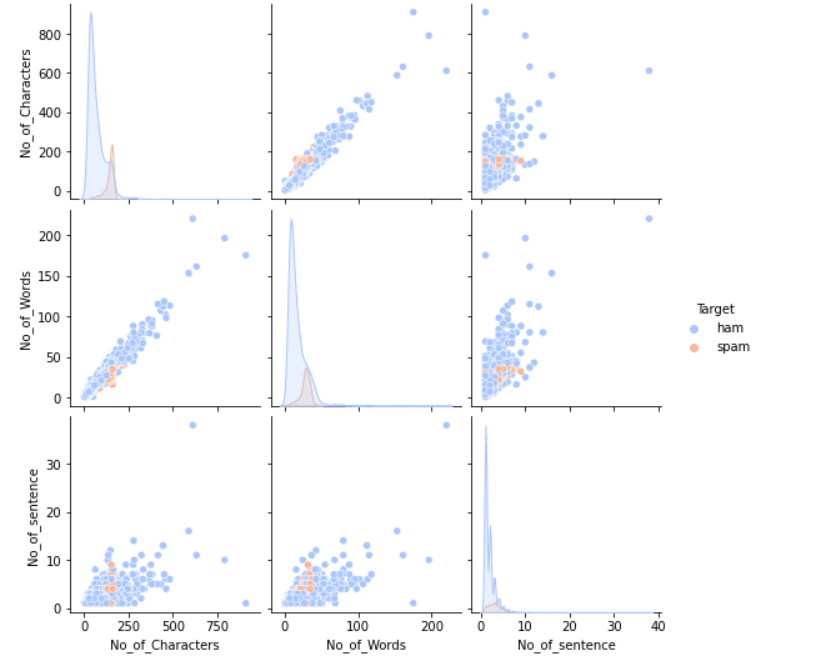 No_of_Characters
800
600
400
200
0
No_of_Words
200
150
100
50
0
Target
ham
spam
No_of_sentence
30
20
10
0
0 250 500 750 0 100 200 0 10 20 30 40
No_of_Characters No_of_Words No_of_sentence